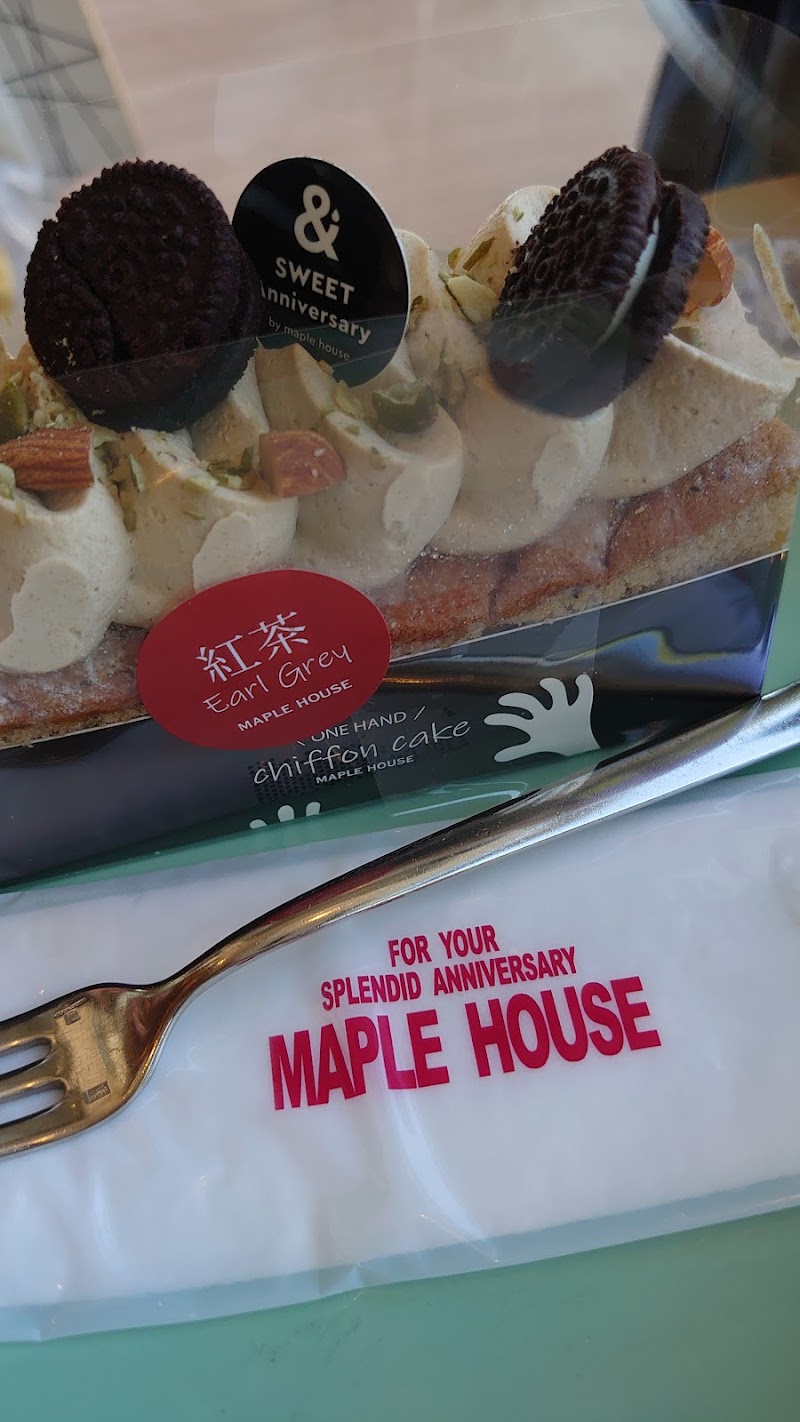 &
SWEET
Anniversary
by maple house
紅茶
Earl Grey
MAPLE HOUSE
\ ONE HAND /
chiffon cake
MAPLE HOUSE
FOR YOUR
SPLENDID ANNIVERSARY
MAPLE HOUSE